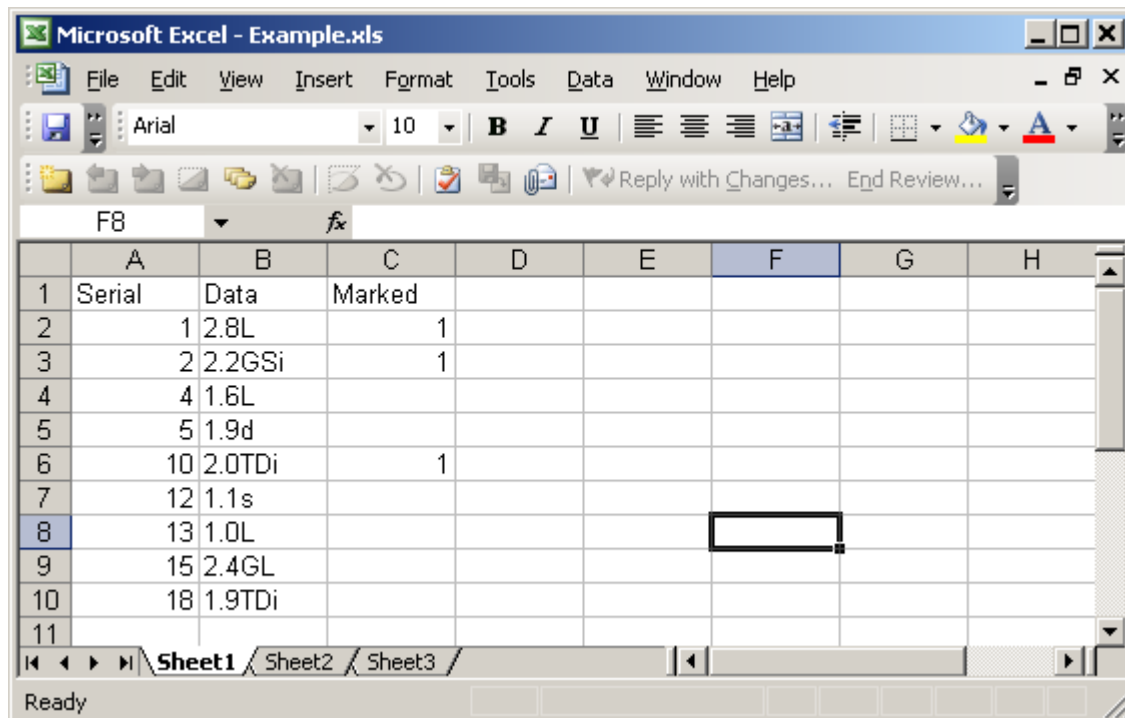 Microsoft Excel - Example.xls
File Edit View Insert Format Tools Data Window Help
Arial 10 B I U A
Reply with Changes... End Review...
F8 fx
A B C D E F G H
1 Serial Data Marked
2 1 2.8L 1
3 2 2.2GSi 1
4 4 1.6L
5 5 1.9d
6 10 2.0TDi 1
7 12 1.1s
8 13 1.0L
9 15 2.4GL
10 18 1.9TDi
11
Sheet1 Sheet2 Sheet3
Ready